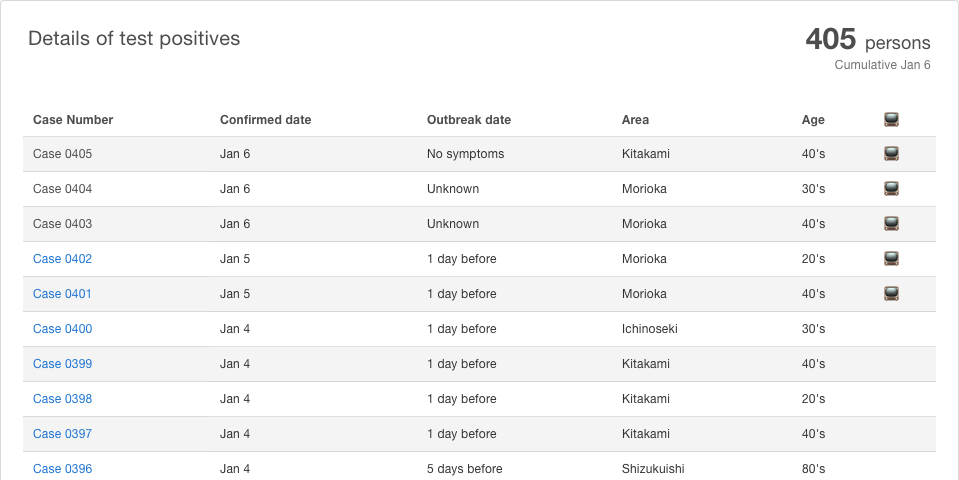 Details of test positives
405 persons
Cumulative Jan 6
Case Number Confirmed date Outbreak date Area Age
Case 0405 Jan 6 No symptoms Kitakami 40's
Case 0404 Jan 6 Unknown Morioka 30's
Case 0403 Jan 6 Unknown Morioka 40's
Case 0402 Jan 5 1 day before Morioka 20's
Case 0401 Jan 5 1 day before Morioka 40's
Case 0400 Jan 4 1 day before Ichinoseki 30's
Case 0399 Jan 4 1 day before Kitakami 40's
Case 0398 Jan 4 1 day before Kitakami 20's
Case 0397 Jan 4 1 day before Kitakami 40's
Case 0396 Jan 4 5 days before Shizukuishi 80's